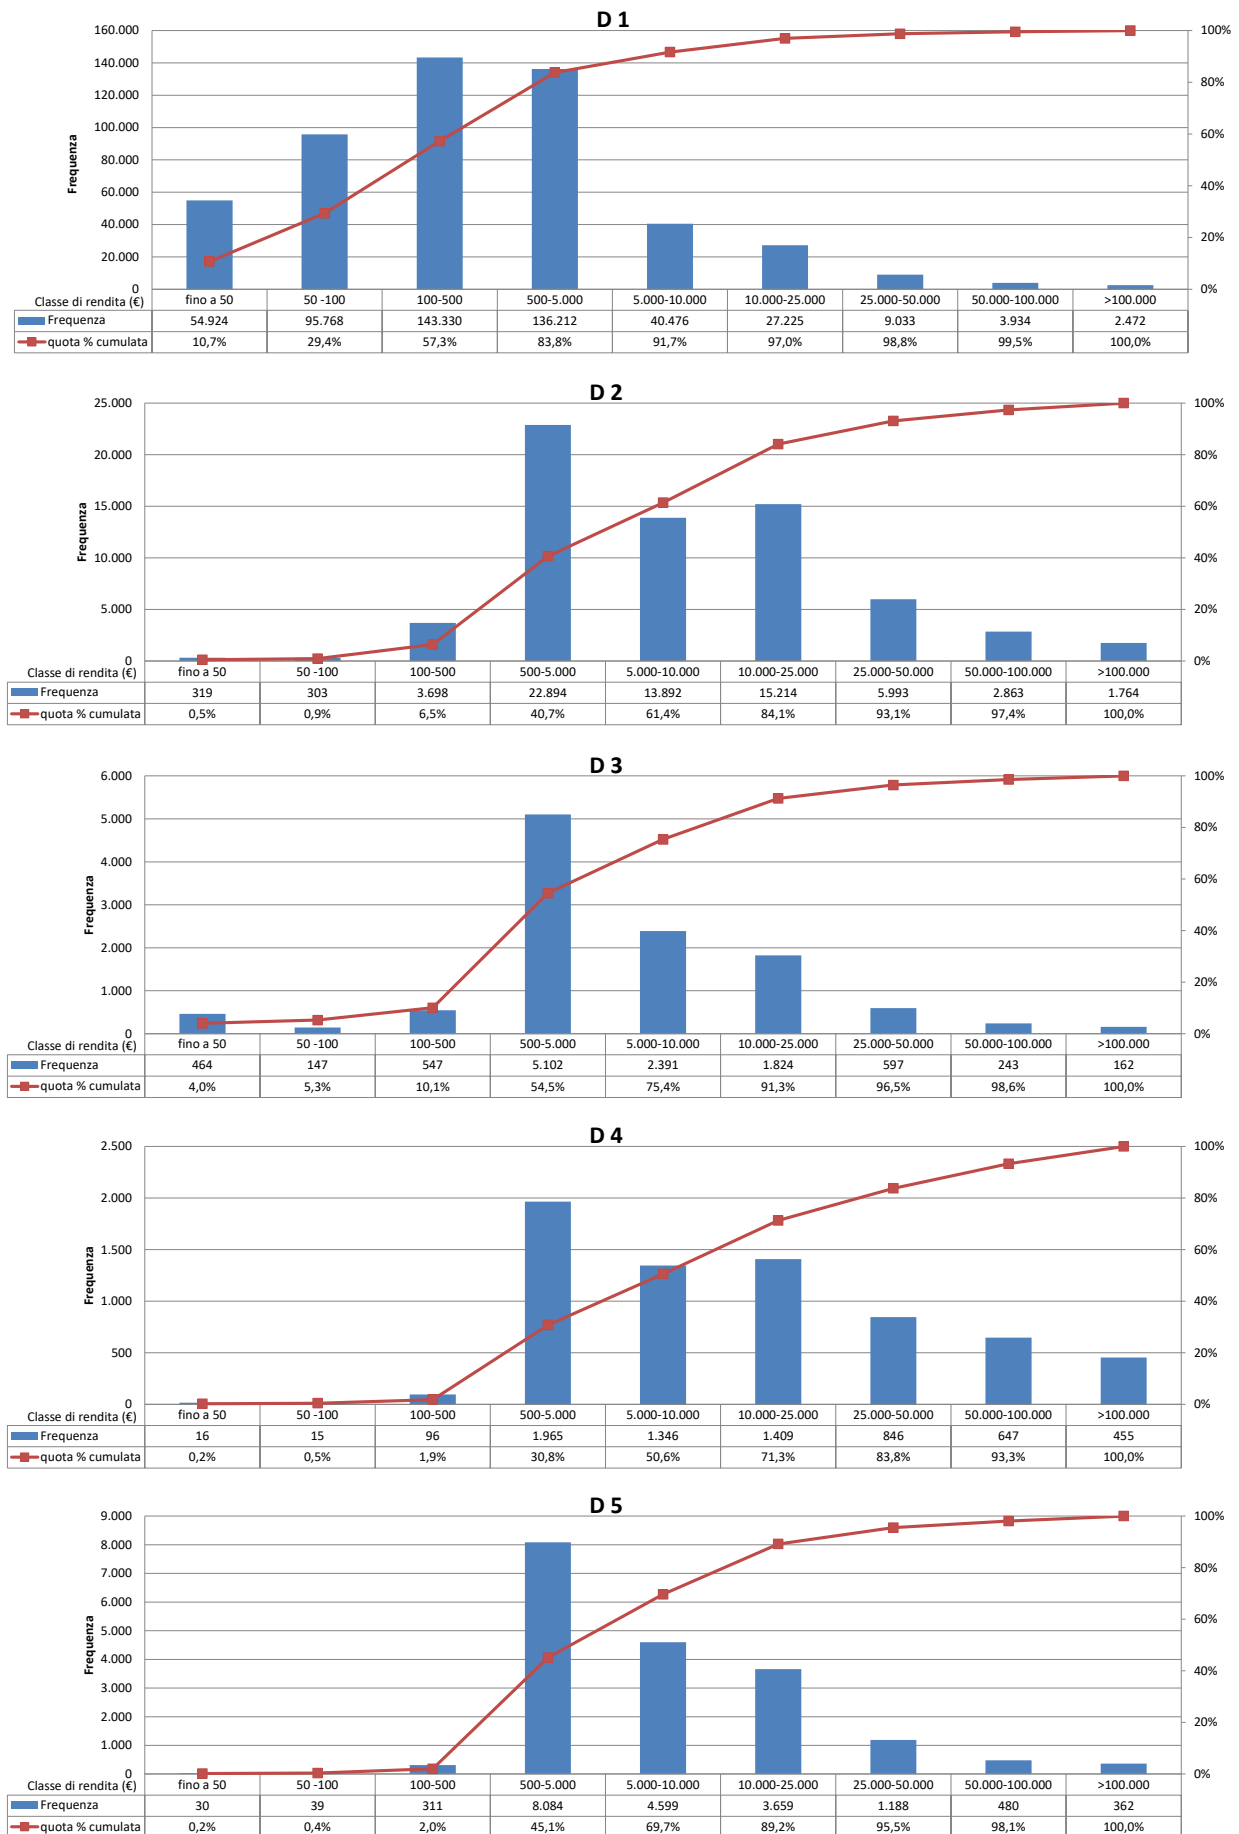 D 1
160.000
140.000
120.000
100.000
80.000
60.000
40.000
20.000
0
Frequenza
100%
80%
60%
40%
20%
0%
Classe di rendita (€) fino a 50 50 -100 100-500 500-5.000 5.000-10.000 10.000-25.000 25.000-50.000 50.000-100.000 >100.000
Frequenza 54.924 95.768 143.330 136.212 40.476 27.225 9.033 3.934 2.472
quota % cumulata 10,7% 29,4% 57,3% 83,8% 91,7% 97,0% 98,8% 99,5% 100,0%
D 2
25.000
20.000
15.000
10.000
5.000
0
Frequenza
100%
80%
60%
40%
20%
0%
Classe di rendita (€) fino a 50 50 -100 100-500 500-5.000 5.000-10.000 10.000-25.000 25.000-50.000 50.000-100.000 >100.000
Frequenza 319 303 3.698 22.894 13.892 15.214 5.993 2.863 1.764
quota % cumulata 0,5% 0,9% 6,5% 40,7% 61,4% 84,1% 93,1% 97,4% 100,0%
D 3
6.000
5.000
4.000
3.000
2.000
1.000
0
Frequenza
100%
80%
60%
40%
20%
0%
Classe di rendita (€) fino a 50 50 -100 100-500 500-5.000 5.000-10.000 10.000-25.000 25.000-50.000 50.000-100.000 >100.000
Frequenza 464 147 547 5.102 2.391 1.824 597 243 162
quota % cumulata 4,0% 5,3% 10,1% 54,5% 75,4% 91,3% 96,5% 98,6% 100,0%
D 4
2.500
2.000
1.500
1.000
500
0
Frequenza
100%
80%
60%
40%
20%
0%
Classe di rendita (€) fino a 50 50 -100 100-500 500-5.000 5.000-10.000 10.000-25.000 25.000-50.000 50.000-100.000 >100.000
Frequenza 16 15 96 1.965 1.346 1.409 846 647 455
quota % cumulata 0,2% 0,5% 1,9% 30,8% 50,6% 71,3% 83,8% 93,3% 100,0%
D 5
9.000
8.000
7.000
6.000
5.000
4.000
3.000
2.000
1.000
0
Frequenza
100%
80%
60%
40%
20%
0%
Classe di rendita (€) fino a 50 50 -100 100-500 500-5.000 5.000-10.000 10.000-25.000 25.000-50.000 50.000-100.000 >100.000
Frequenza 30 39 311 8.084 4.599 3.659 1.188 480 362
quota % cumulata 0,2% 0,4% 2,0% 45,1% 69,7% 89,2% 95,5% 98,1% 100,0%